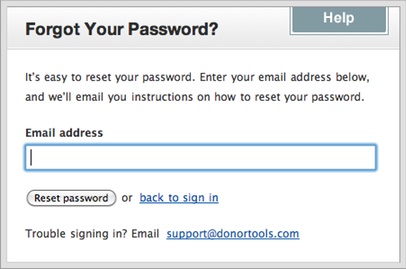 Help
Forgot Your Password?
It's easy to reset your password. Enter your email address below,
and we'll email you instructions on how to reset your password.
Email address
Reset password or back to sign in
Trouble signing in? Email support@donortools.com